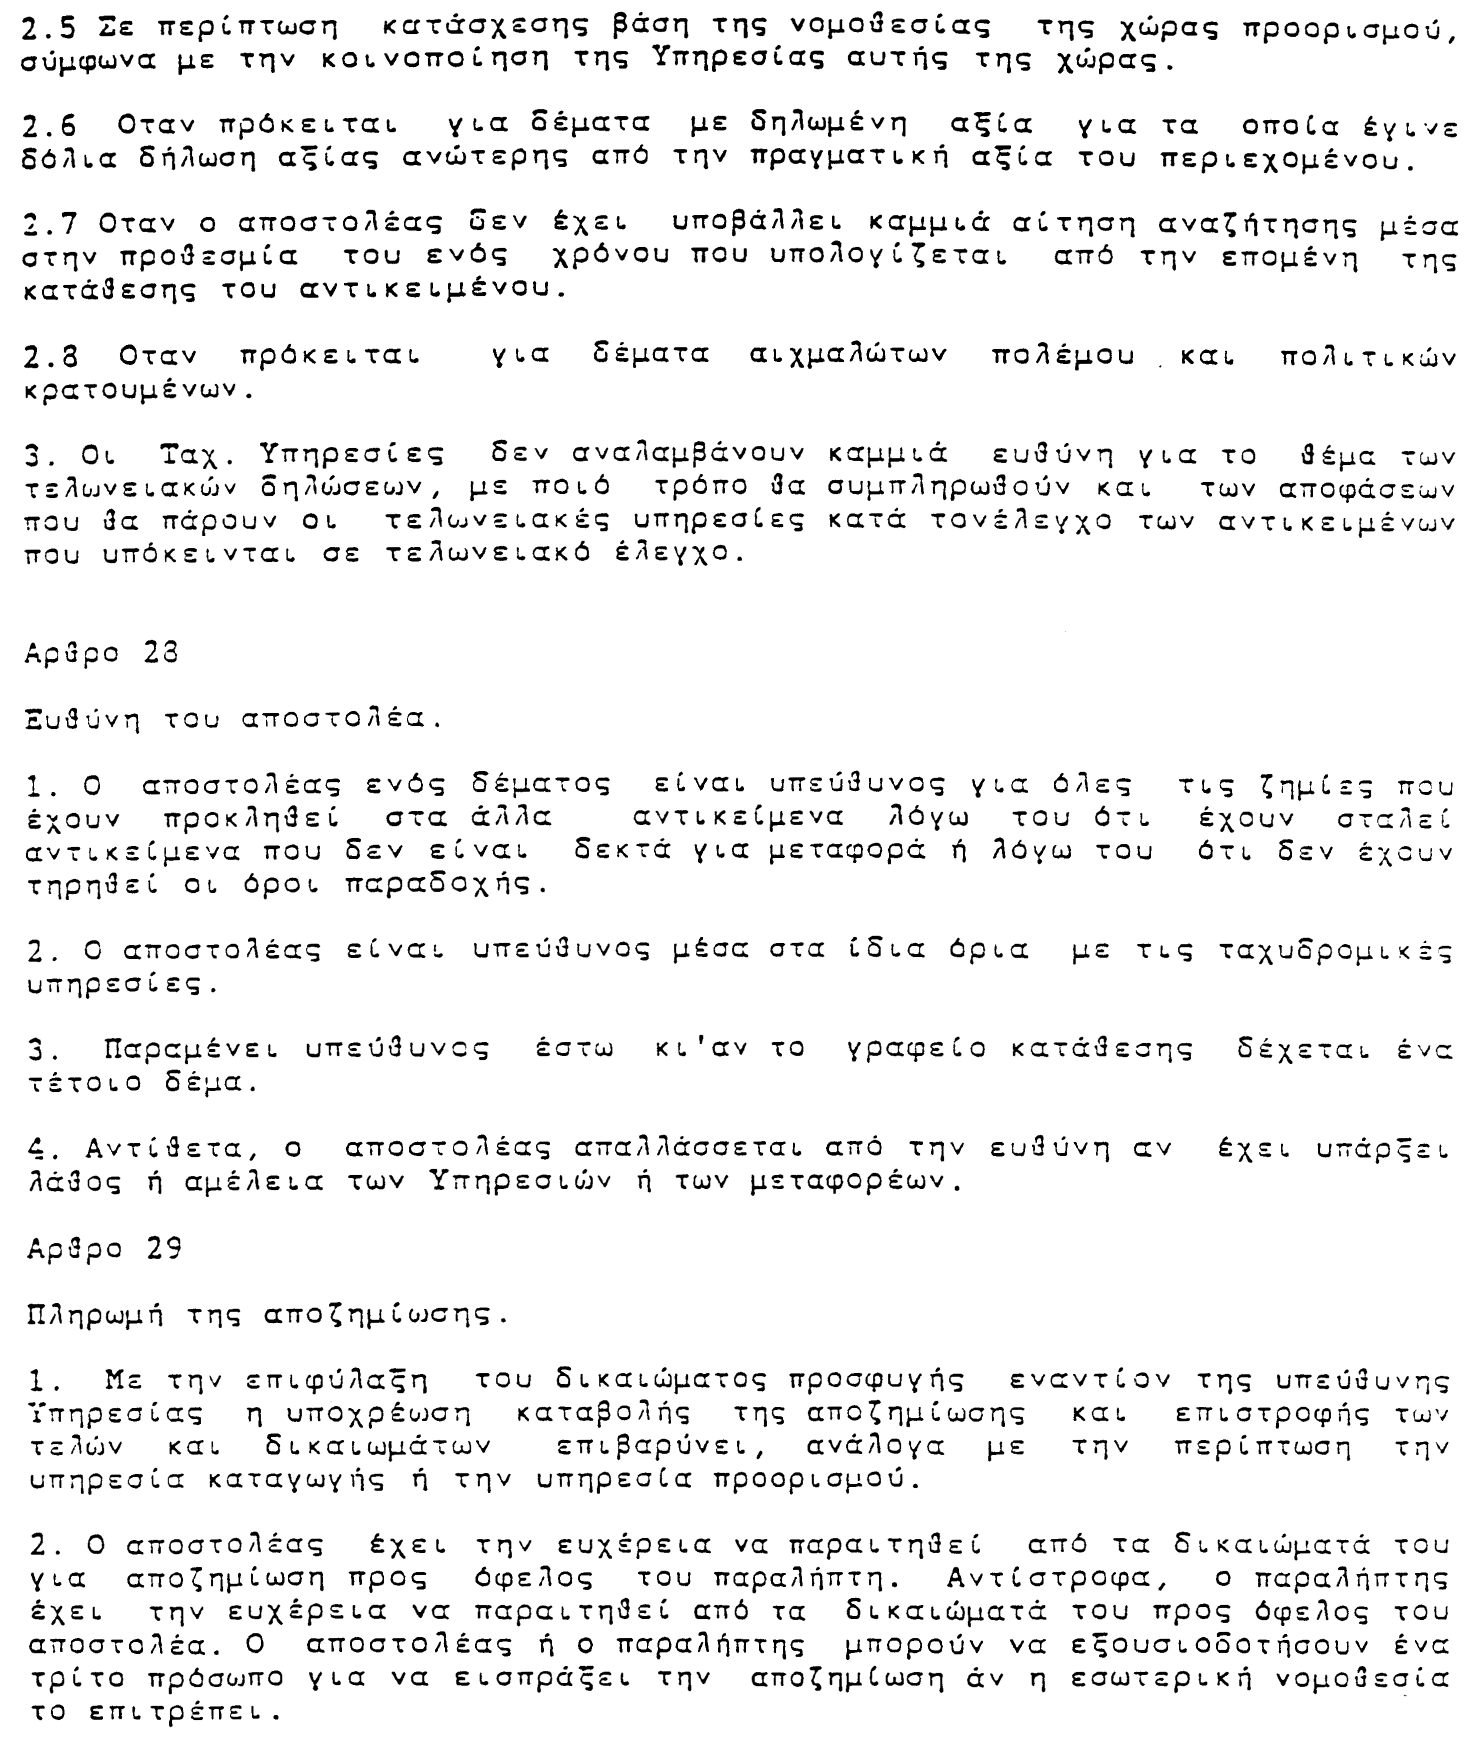 2.5 Σε περίπτωση κατάσχεσης βάση της νομοθεσίας της χώρας προορισμού,
σύμφωνα με την κοινοποίηση της Υπηρεσίας αυτής της χώρας.
2.6 Οταν πρόκειται για δέματα με δηλωμένη αξία για τα οποία έγινε
δόλια δήλωση αξίας ανώτερης από την πραγματική αξία του περιεχομένου.
2.7 Οταν ο αποστολέας δεν έχει υποβάλλει καμμιά αίτηση αναζήτησης μέσα
στην προθεσμία του ενός χρόνου που υπολογίζεται από την επομένη της
κατάθεσης του αντικειμένου.
2.8 Οταν πρόκειται για δέματα αιχμαλώτων πολέμου και πολιτικών
κρατουμένων.
3. Οι Ταχ. Υπηρεσίες δεν αναλαμβάνουν καμμιά ευθύνη για το θέμα των
τελωνειακών δηλώσεων, με ποιό τρόπο θα συμπληρωθούν και των αποφάσεων
που θα πάρουν οι τελωνειακές υπηρεσίες κατά τονέλεγχο των αντικειμένων
που υπόκεινται σε τελωνειακό έλεγχο.
Αρθρο 28
Ευθύνη του αποστολέα.
1. Ο αποστολέας ενός δέματος είναι υπεύθυνος για όλες τις ζημίες που
έχουν προκληθεί στα άλλα αντικείμενα λόγω του ότι έχουν σταλεί
αντικείμενα που δεν είναι δεκτά για μεταφορά ή λόγω του ότι δεν έχουν
τηρηθεί οι όροι παραδοχής.
2. Ο αποστολέας είναι υπεύθυνος μέσα στα ίδια όρια με τις ταχυδρομικές
υπηρεσίες.
3. Παραμένει υπεύθυνος έστω κι'αν το γραφείο κατάθεσης δέχεται ένα
τέτοιο δέμα.
4. Αντίθετα, ο αποστολέας απαλλάσσεται από την ευθύνη αν έχει υπάρξει
λάθος ή αμέλεια των Υπηρεσιών ή των μεταφορέων.
Αρθρο 29
Πληρωμή της αποζημίωσης.
1. Με την επιφύλαξη του δικαιώματος προσφυγής εναντίον της υπεύθυνης
Υπηρεσίας η υποχρέωση καταβολής της αποζημίωσης και επιστροφής των
τελών και δικαιωμάτων επιβαρύνει, ανάλογα με την περίπτωση την
υπηρεσία καταγωγής ή την υπηρεσία προορισμού.
2. Ο αποστολέας έχει την ευχέρεια να παραιτηθεί από τα δικαιώματά του
για αποζημίωση προς όφελος του παραλήπτη. Αντίστροφα, ο παραλήπτης
έχει την ευχέρεια να παραιτηθεί από τα δικαιώματά του προς όφελος του
αποστολέα. Ο αποστολέας ή ο παραλήπτης μπορούν να εξουσιοδοτήσουν ένα
τρίτο πρόσωπο για να εισπράξει την αποζημίωση άν η εσωτερική νομοθεσία
το επιτρέπει.